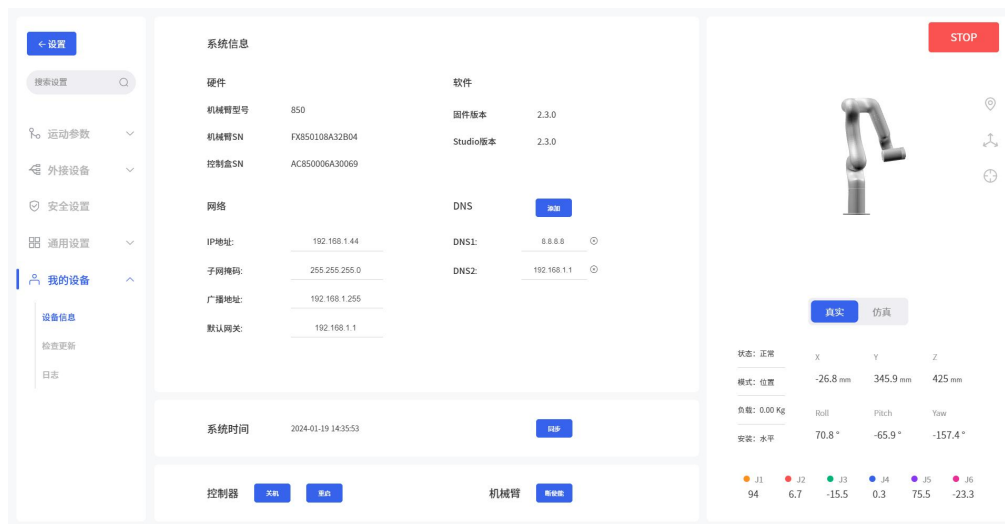 ←设置
搜索设置
运动参数
外接设备
安全设置
通用设置
我的设备
设备信息
检查更新
日志
系统信息
硬件
机械臂型号 850
机械臂SN FX850108A32B04
控制盒SN AC850006A30069
软件
固件版本 2.3.0
Studio版本 2.3.0
网络
IP地址: 192.168.1.44
子网掩码: 255.255.255.0
广播地址: 192.168.1.255
默认网关: 192.168.1.1
DNS 添加
DNS1: 8.8.8.8
DNS2: 192.168.1.1
系统时间 2024-01-19 14:35:53 同步
控制器 关机 重启 机械臂 断使能
STOP
真实 仿真
状态: 正常
模式: 位置
负载: 0.00 Kg
安装: 水平
X Y Z
-26.8 mm 345.9 mm 425 mm
Roll Pitch Yaw
70.8 ° -65.9 ° -157.4 °
J1 J2 J3 J4 J5 J6
94 6.7 -15.5 0.3 75.5 -23.3